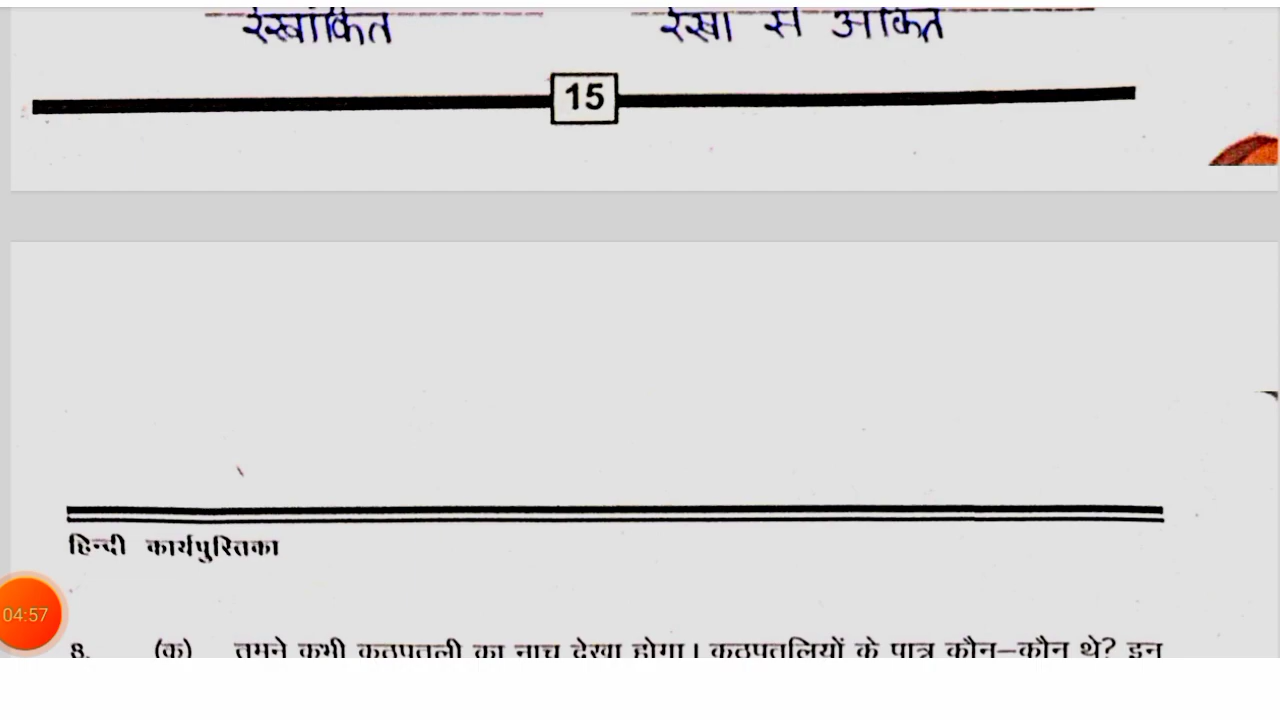 रेखांकित रेखा से अंकित
15
हिन्दी कार्यपुस्तिका
04:57
8. (क) तुमने कभी कठपुतली का नाच देखा होगा। कठपुतलियों के पात्र कौन–कौन थे? इन